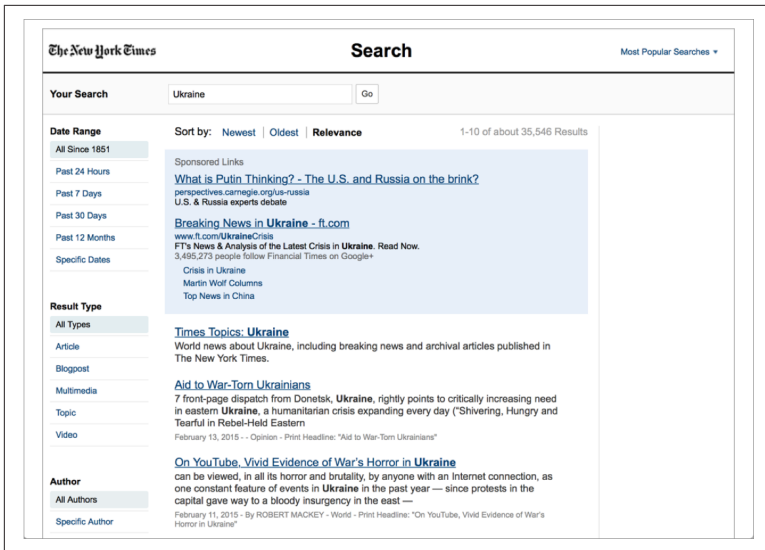 The New York Times
Search
Most Popular Searches ▼
Your Search
Ukraine
Go
Date Range
All Since 1851
Past 24 Hours
Past 7 Days
Past 30 Days
Past 12 Months
Specific Dates
Result Type
All Types
Article
Blogpost
Multimedia
Topic
Video
Author
All Authors
Specific Author
Sort by: Newest | Oldest | Relevance
1-10 of about 35,546 Results
Sponsored Links
What is Putin Thinking? - The U.S. and Russia on the brink?
perspectives.carnegie.org/us-russia
U.S. & Russia experts debate
Breaking News in Ukraine - ft.com
www.ft.com/UkraineCrisis
FT's News & Analysis of the Latest Crisis in Ukraine. Read Now.
3,495,273 people follow Financial Times on Google+
Crisis in Ukraine
Martin Wolf Columns
Top News in China
Times Topics: Ukraine
World news about Ukraine, including breaking news and archival articles published in
The New York Times.
Aid to War-Torn Ukrainians
7 front-page dispatch from Donetsk, Ukraine, rightly points to critically increasing need
in eastern Ukraine, a humanitarian crisis expanding every day ("Shivering, Hungry and
Tearful in Rebel-Held Eastern
February 13, 2015 - - Opinion - Print Headline: "Aid to War-Torn Ukrainians"
On YouTube, Vivid Evidence of War's Horror in Ukraine
can be viewed, in all its horror and brutality, by anyone with an Internet connection, as
one constant feature of events in Ukraine in the past year — since protests in the
capital gave way to a bloody insurgency in the east —
February 11, 2015 - By ROBERT MACKEY - World - Print Headline: "On YouTube, Vivid Evidence of War's
Horror in Ukraine"